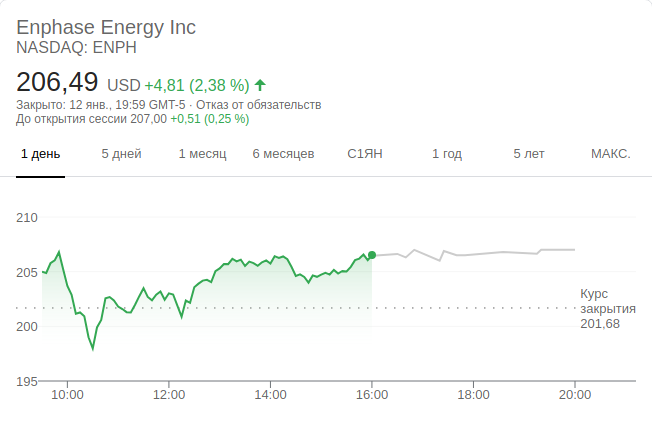 Enphase Energy Inc
NASDAQ: ENPH
206,49 USD +4,81 (2,38 %)
Закрыто: 12 янв., 19:59 GMT-5 · Отказ от обязательств
До открытия сессии 207,00 +0,51 (0,25 %)
1 день 5 дней 1 месяц 6 месяцев С1ЯН 1 год 5 лет МАКС.
210
205
Курс
закрытия
201,68
200
195
10:00 12:00 14:00 16:00 18:00 20:00